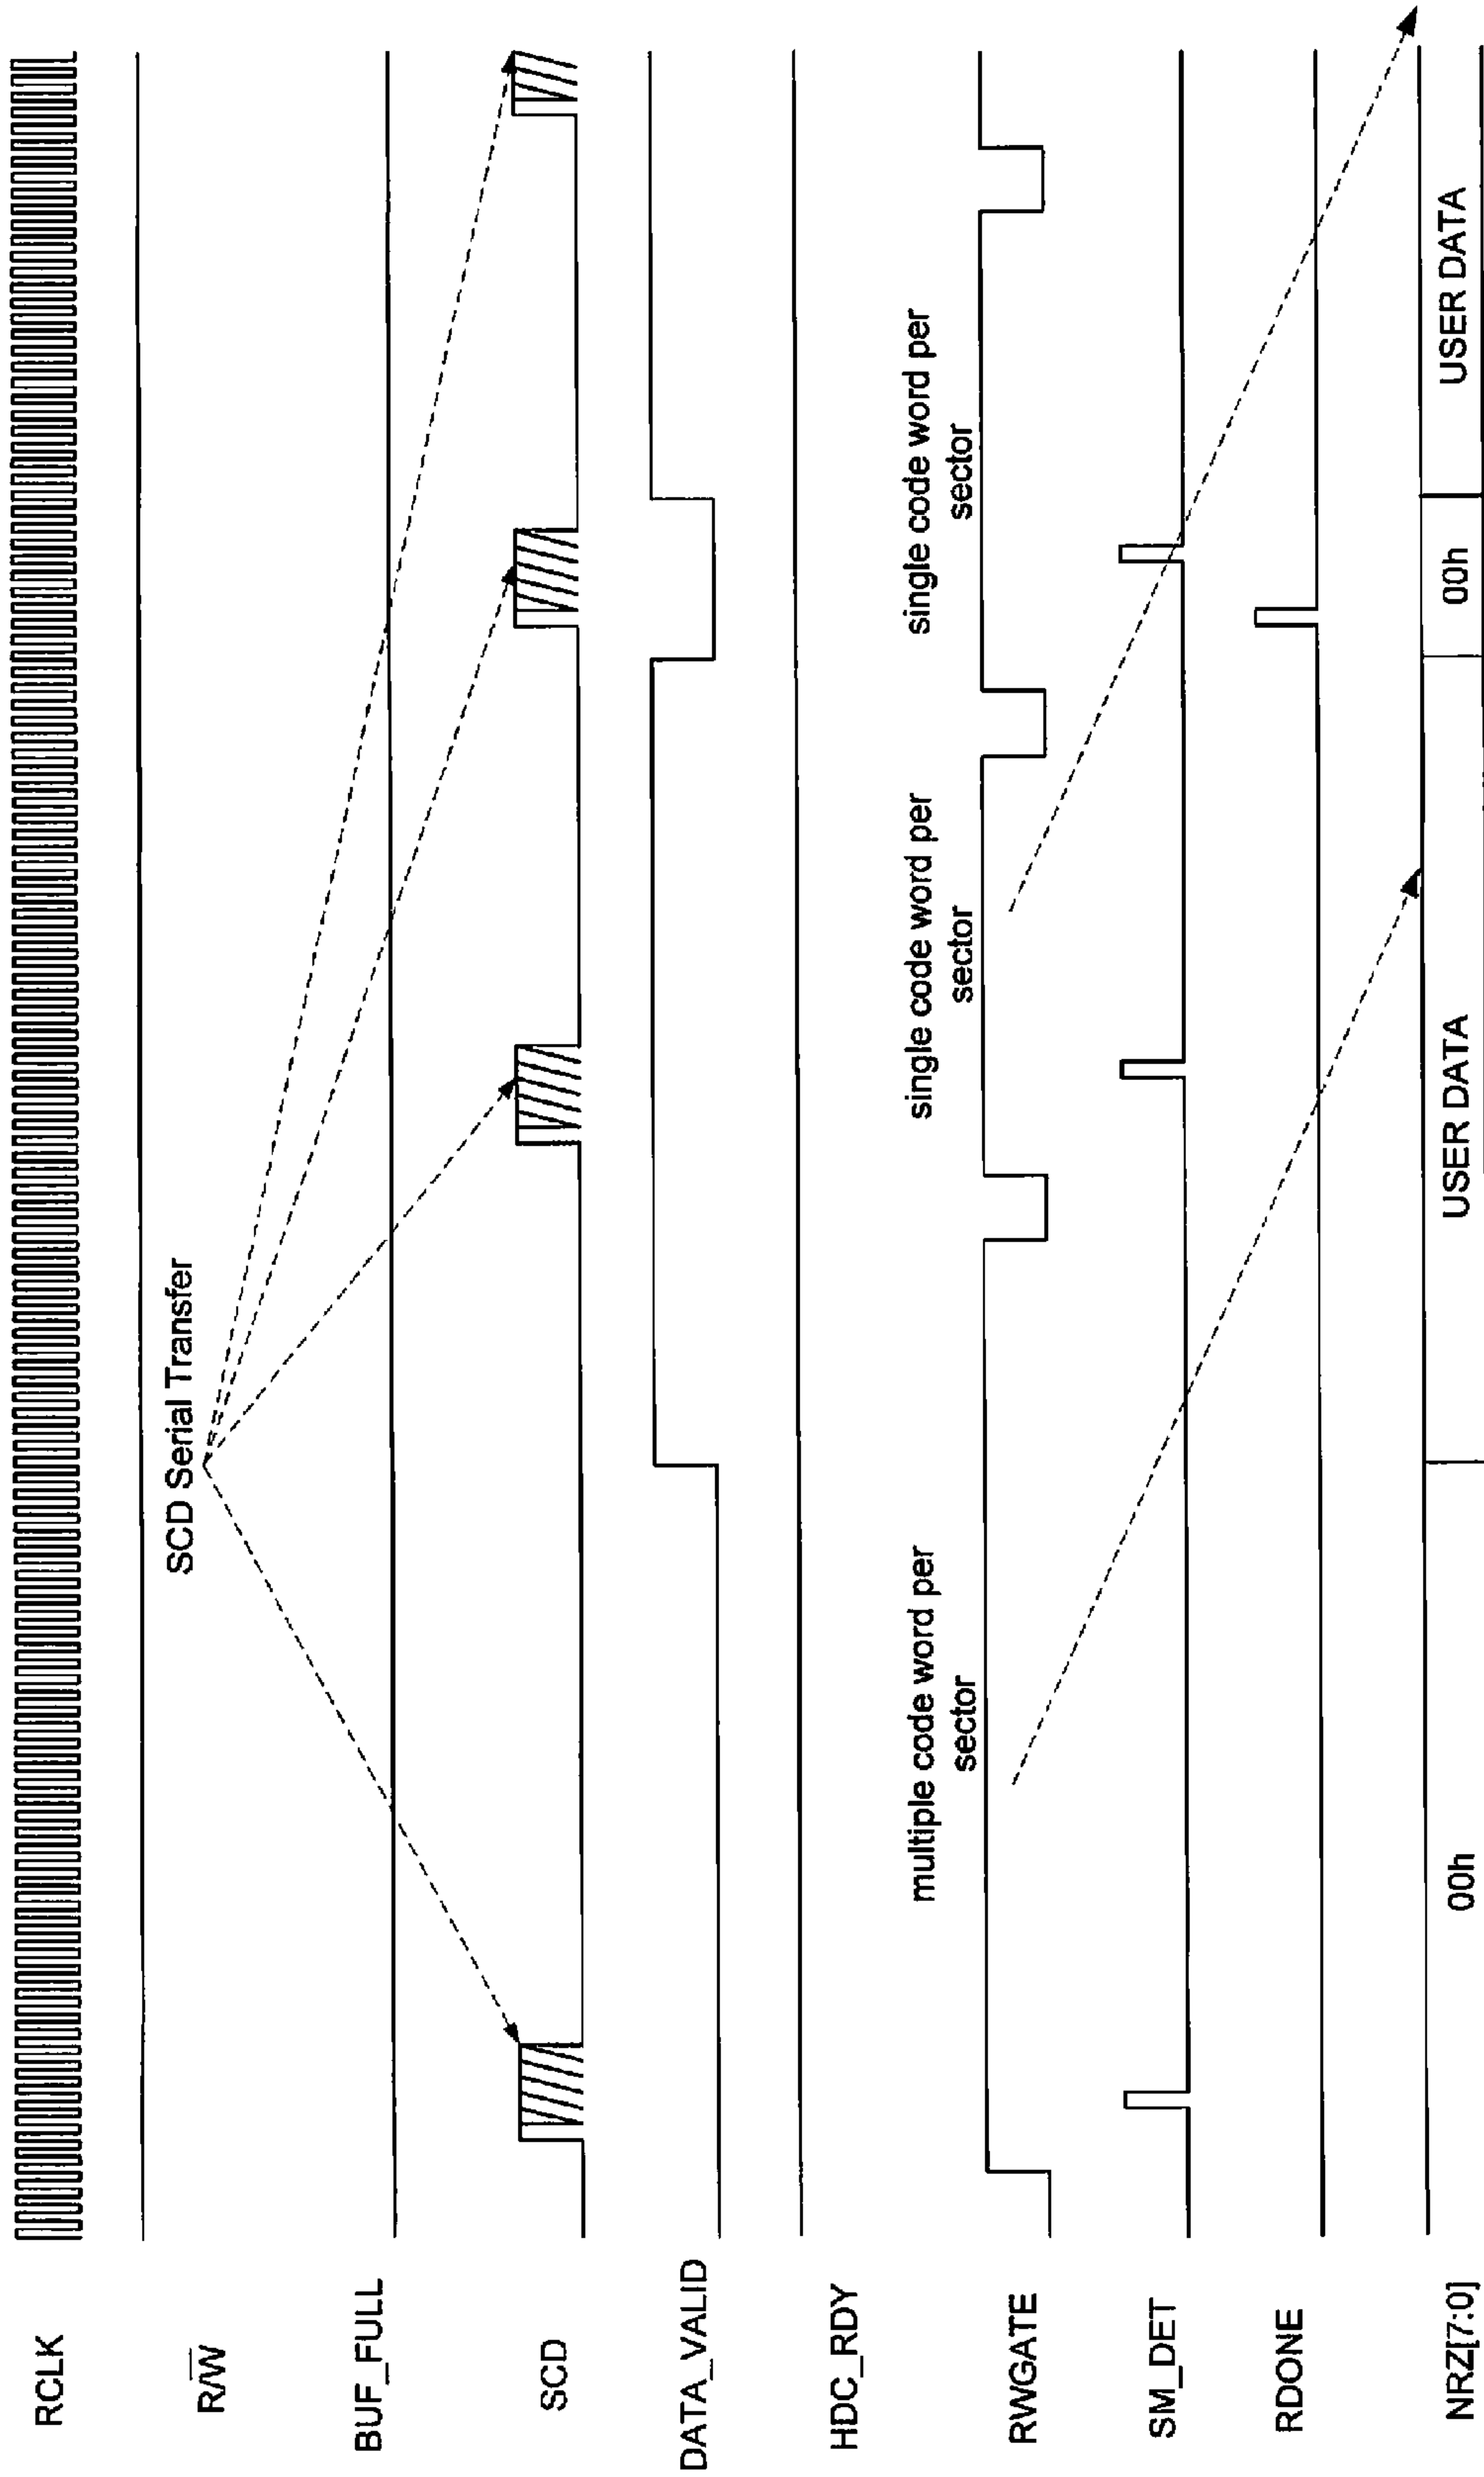 RCLK
R/W̅
SCD Serial Transfer
BUF_FULL
SCD
DATA_VALID
HDC_RDY
multiple code word per
sector
single code word per
sector
single code word per
sector
RWGATE
SM_DET
RDONE
NRZ[7:0]
00h
USER DATA
00h
USER DATA